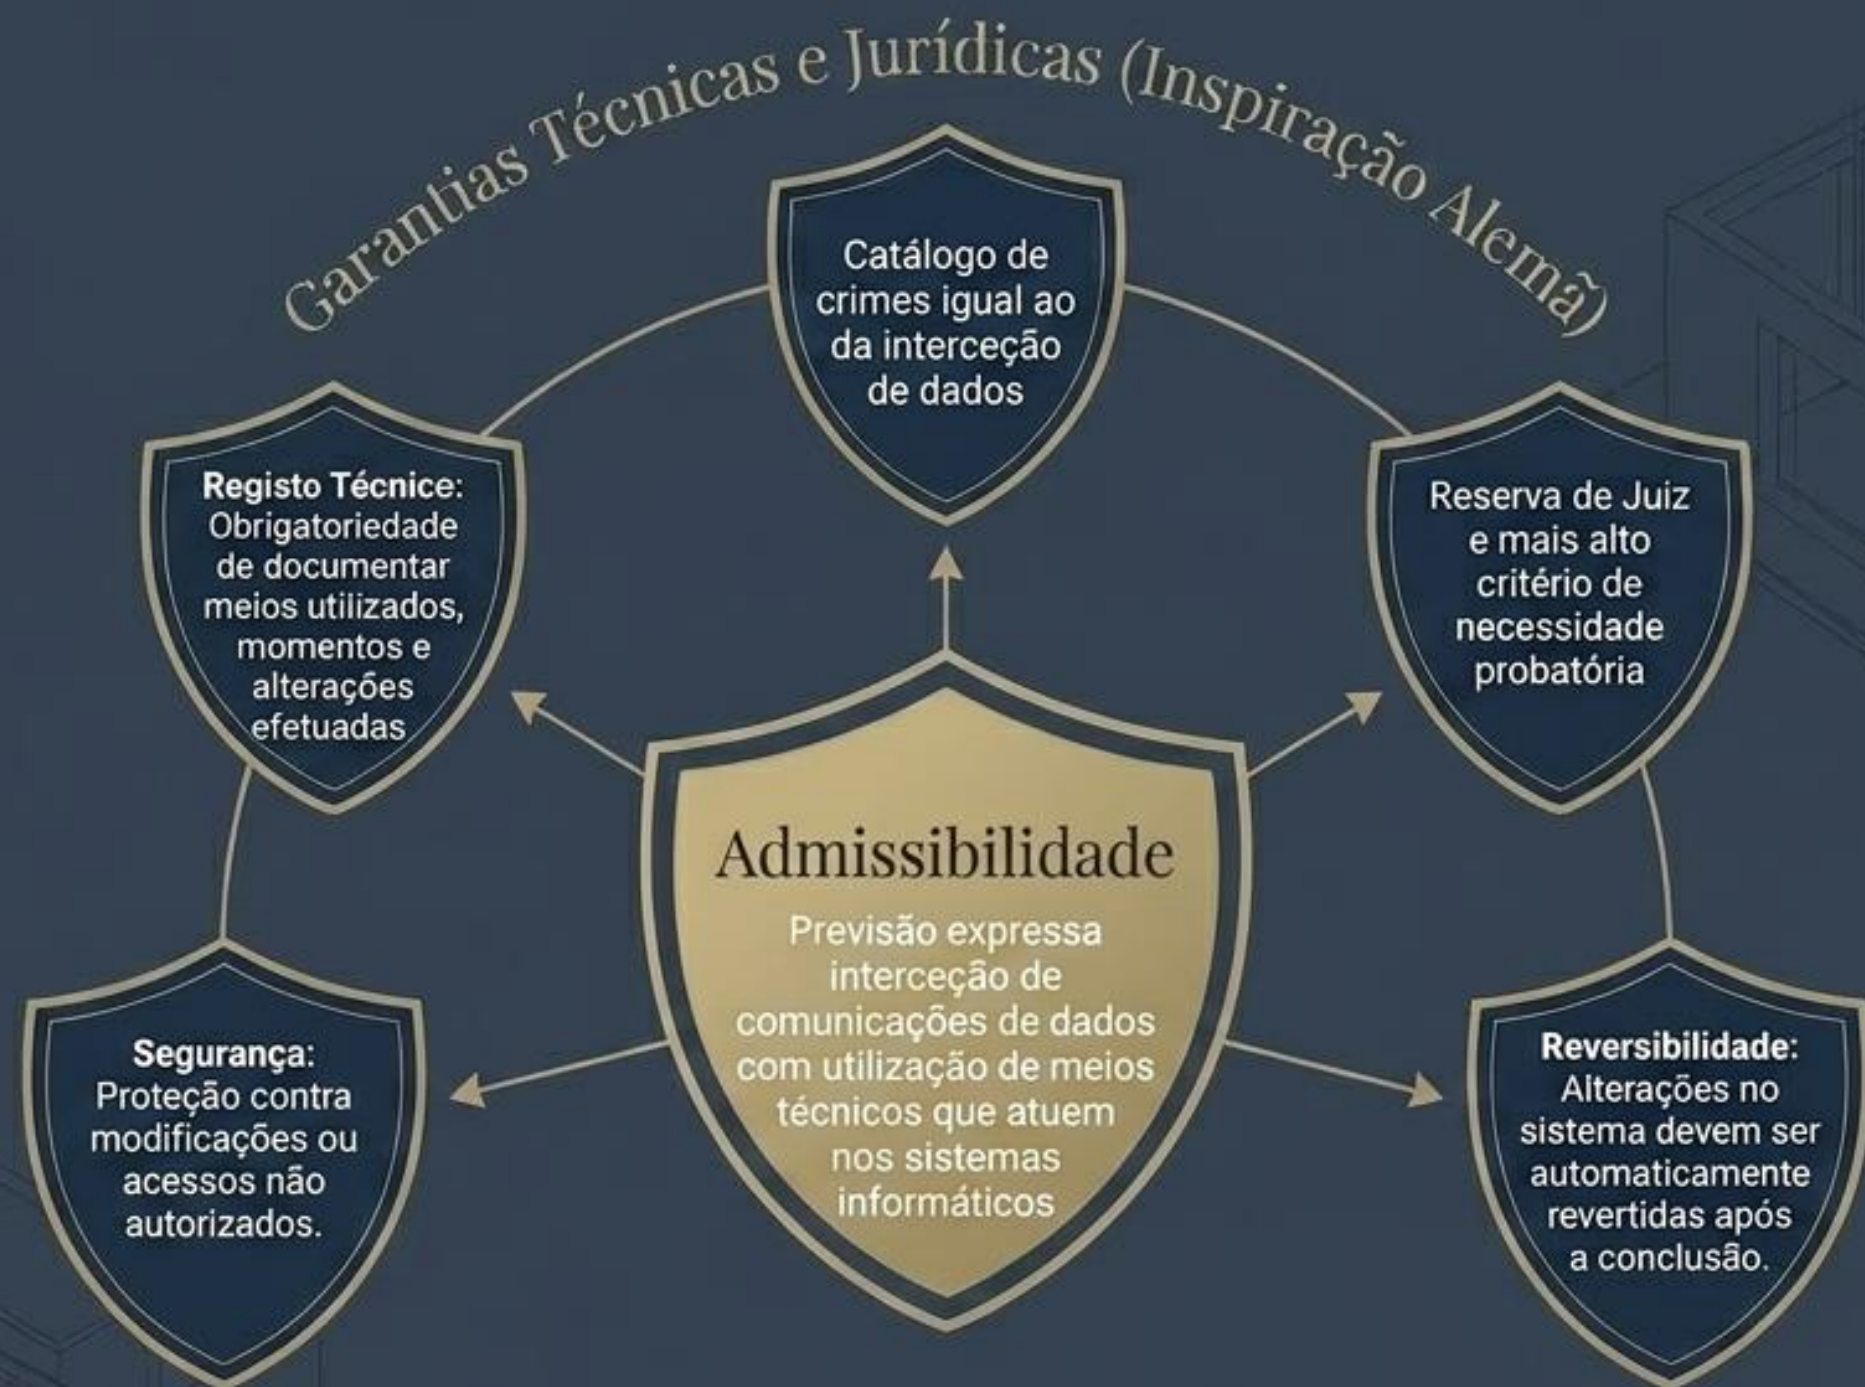 Garantias Técnicas e Jurídicas (Inspiração Alemã)
Catálogo de
crimes igual ao
da interceção
de dados
Registo Técnice:
Obrigatoriedade
de documentar
meios utilizados,
momentos e
alterações
efetuadas
Reserva de Juiz
e mais alto
critério de
necessidade
probatória
Admissibilidade
Previsão expressa
interceção de
comunicações de dados
com utilização de meios
técnicos que atuem
nos sistemas
informáticos
Segurança:
Proteção contra
modificações ou
acessos não
autorizados.
Reversibilidade:
Alterações no
sistema devem ser
automaticamente
revertidas após
a conclusão.